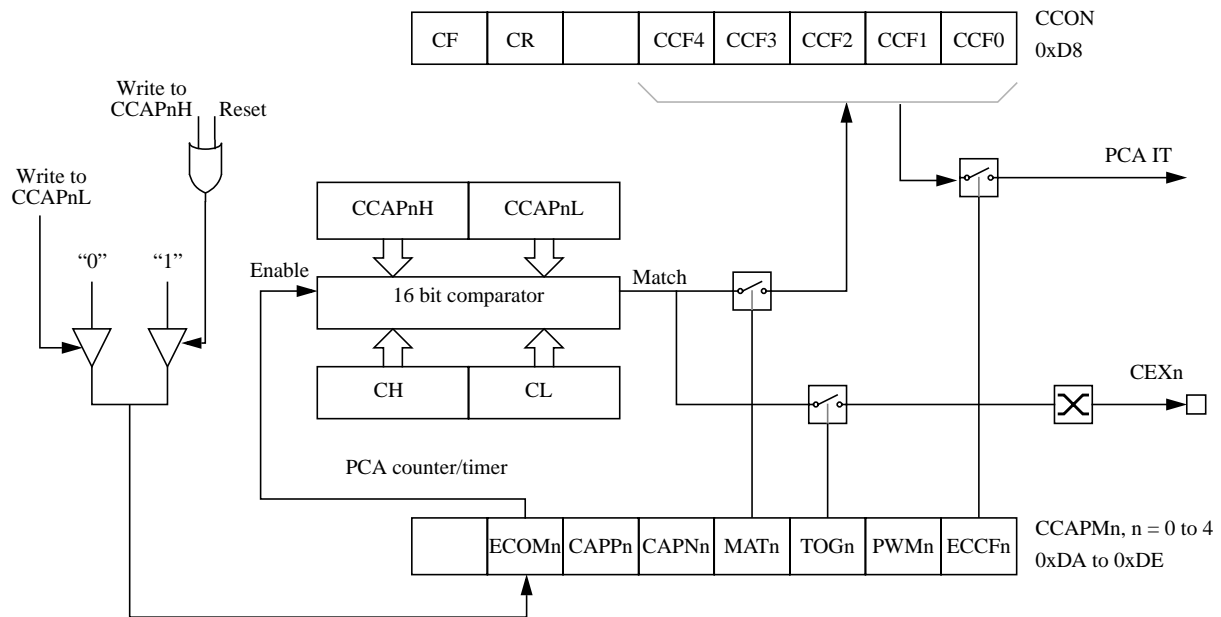 CF CR CCF4 CCF3 CCF2 CCF1 CCF0
CCON
0xD8
Write to
CCAPnH Reset
Write to
CCAPnL
PCA IT
CCAPnH CCAPnL
“0” “1”
Enable
16 bit comparator
Match
CH CL
CEXn
PCA counter/timer
ECOMn CAPPn CAPNn MATn TOGn PWMn ECCFn
CCAPMn, n = 0 to 4
0xDA to 0xDE